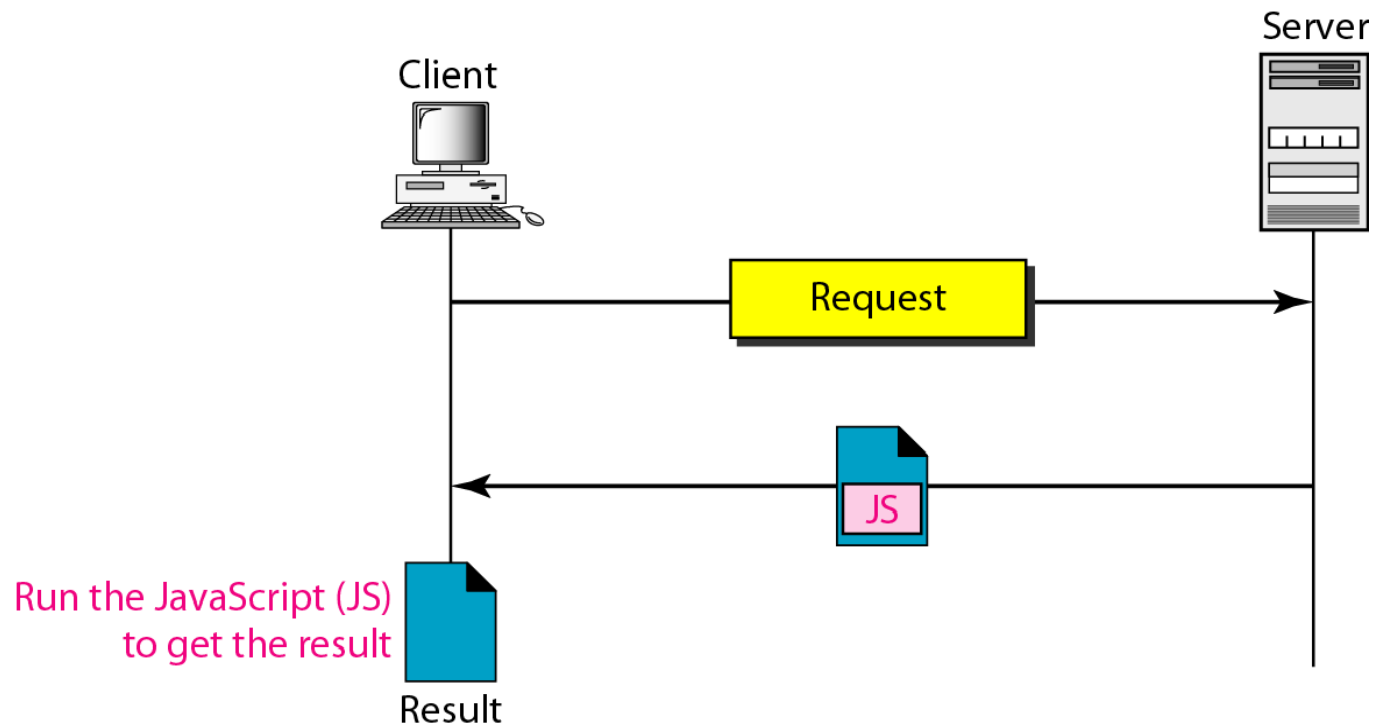 Server
Client
Request
JS
Run the JavaScript (JS)
to get the result
Result